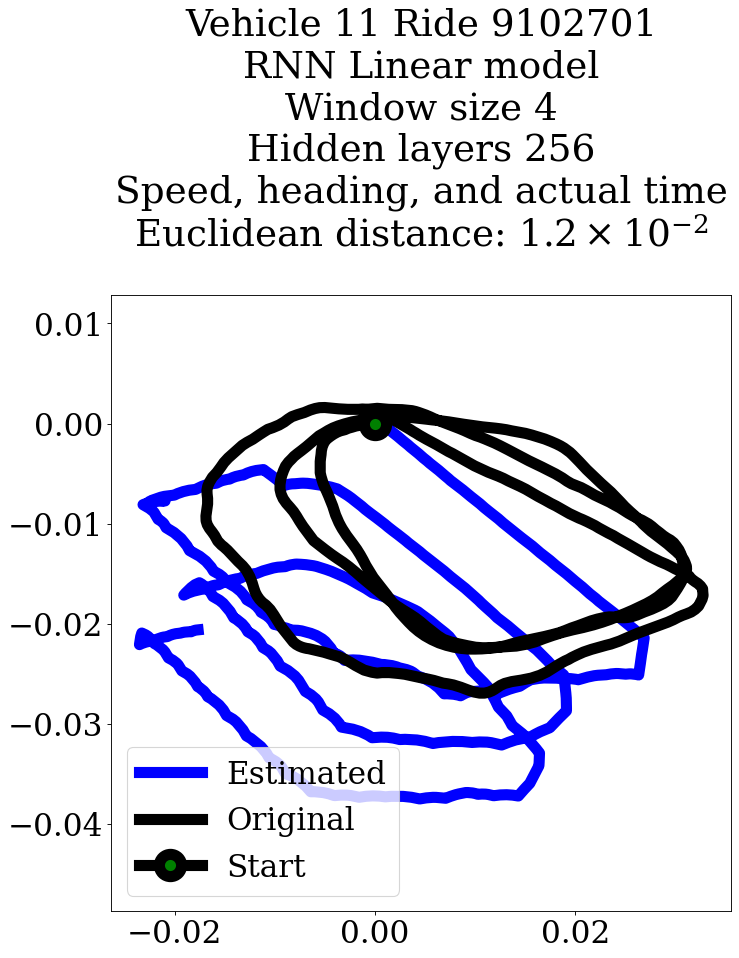 Vehicle 11 Ride 9102701
RNN Linear model
Window size 4
Hidden layers 256
Speed, heading, and actual time
Euclidean distance: 1.2 × 10⁻²
0.01
0.00
−0.01
−0.02
−0.03
−0.04
Estimated
Original
Start
−0.02 0.00 0.02